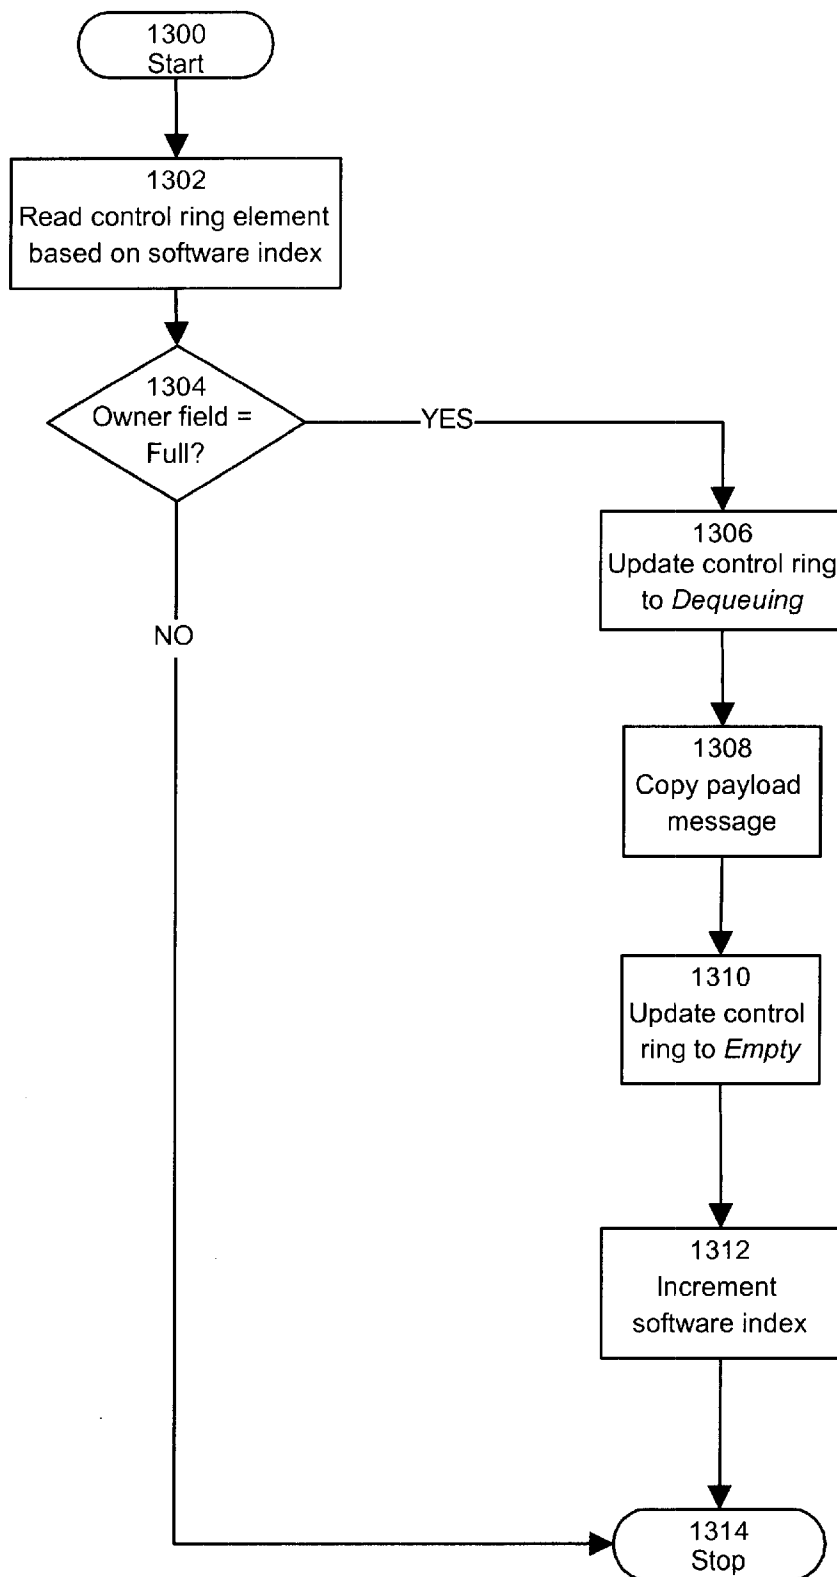 1300
Start
1302
Read control ring element
based on software index
1304
Owner field =
Full?
YES
1306
Update control ring
to Dequeuing
NO
1308
Copy payload
message
1310
Update control
ring to Empty
1312
Increment
software index
1314
Stop